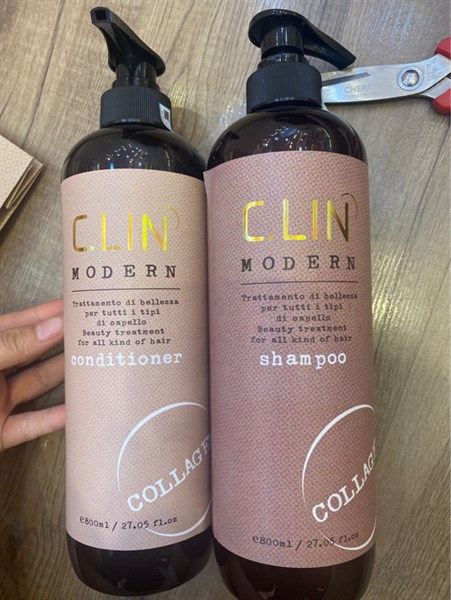 C.LIN
MODERN
Trattamento di bellezza
per tutti i tipi
di capello
Beauty treatment
for all kind of hair
conditioner
℮800ml / 27.05 fl.oz
C.LIN
MODERN
Trattamento di bellezza
per tutti i tipi
di capello
Beauty treatment
for all kind of hair
shampoo
℮800ml / 27.05 fl.oz